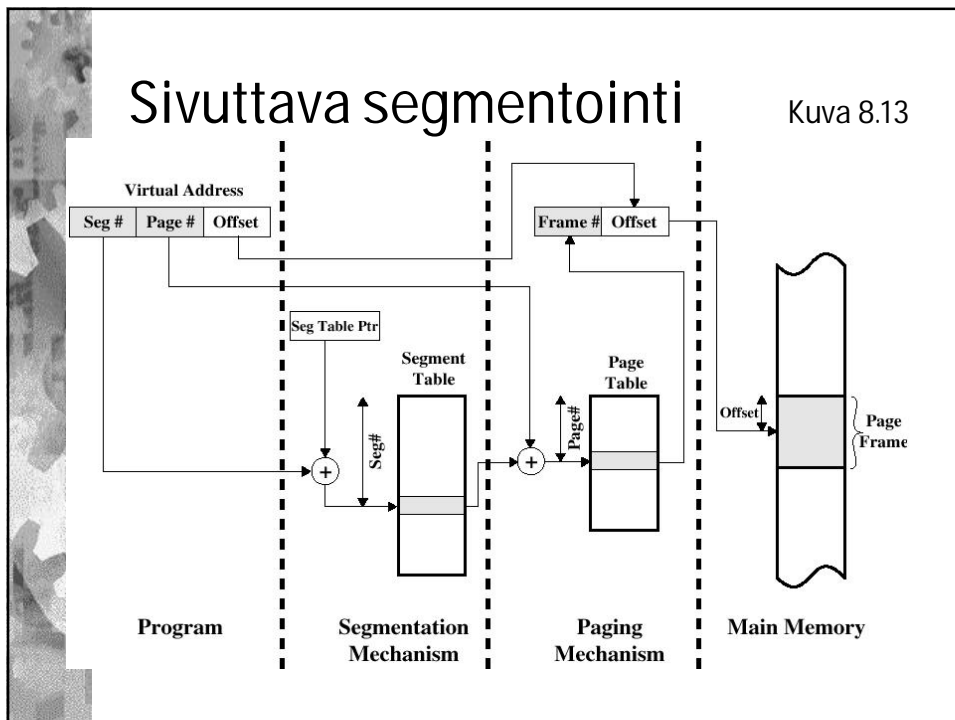 Sivuttava segmentointi
Kuva 8.13
Virtual Address
Seg # Page # Offset
Frame # Offset
Seg Table Ptr
Segment
Table
Seg#
+
Page
Table
Page#
+
Offset
Page
Frame
Program
Segmentation
Mechanism
Paging
Mechanism
Main Memory